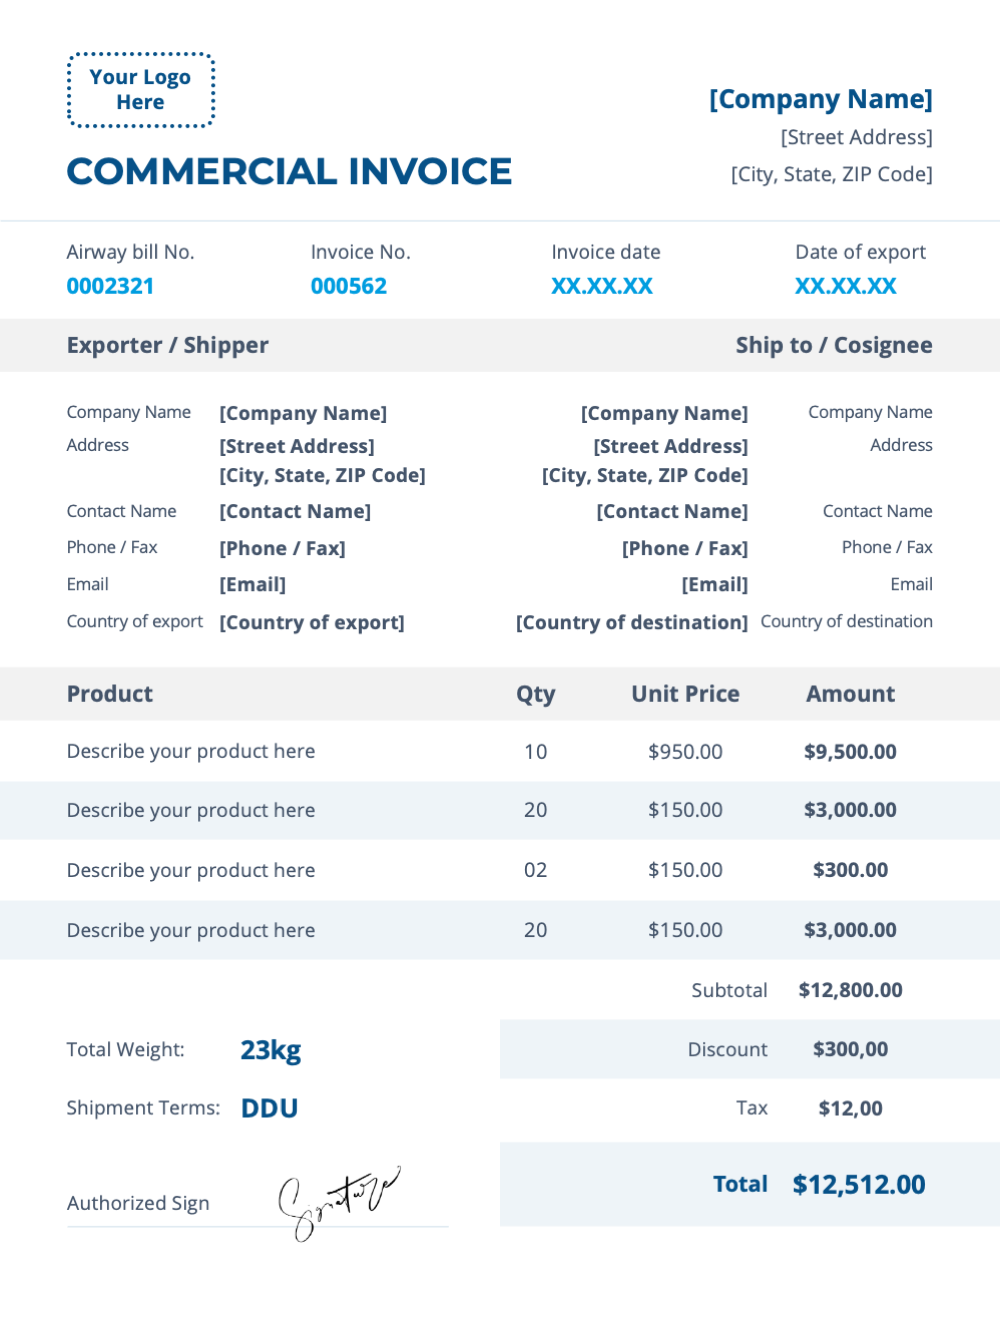 Your Logo
Here
COMMERCIAL INVOICE
[Company Name]
[Street Address]
[City, State, ZIP Code]
Airway bill No. Invoice No. Invoice date Date of export
0002321 000562 XX.XX.XX XX.XX.XX
Exporter / Shipper Ship to / Cosignee
Company Name [Company Name] [Company Name] Company Name
Address [Street Address] [Street Address] Address
[City, State, ZIP Code] [City, State, ZIP Code]
Contact Name [Contact Name] [Contact Name] Contact Name
Phone / Fax [Phone / Fax] [Phone / Fax] Phone / Fax
Email [Email] [Email] Email
Country of export [Country of export] [Country of destination] Country of destination
Product Qty Unit Price Amount
Describe your product here 10 $950.00 $9,500.00
Describe your product here 20 $150.00 $3,000.00
Describe your product here 02 $150.00 $300.00
Describe your product here 20 $150.00 $3,000.00
Subtotal $12,800.00
Total Weight: 23kg Discount $300,00
Shipment Terms: DDU Tax $12,00
Total $12,512.00
Authorized Sign Signature